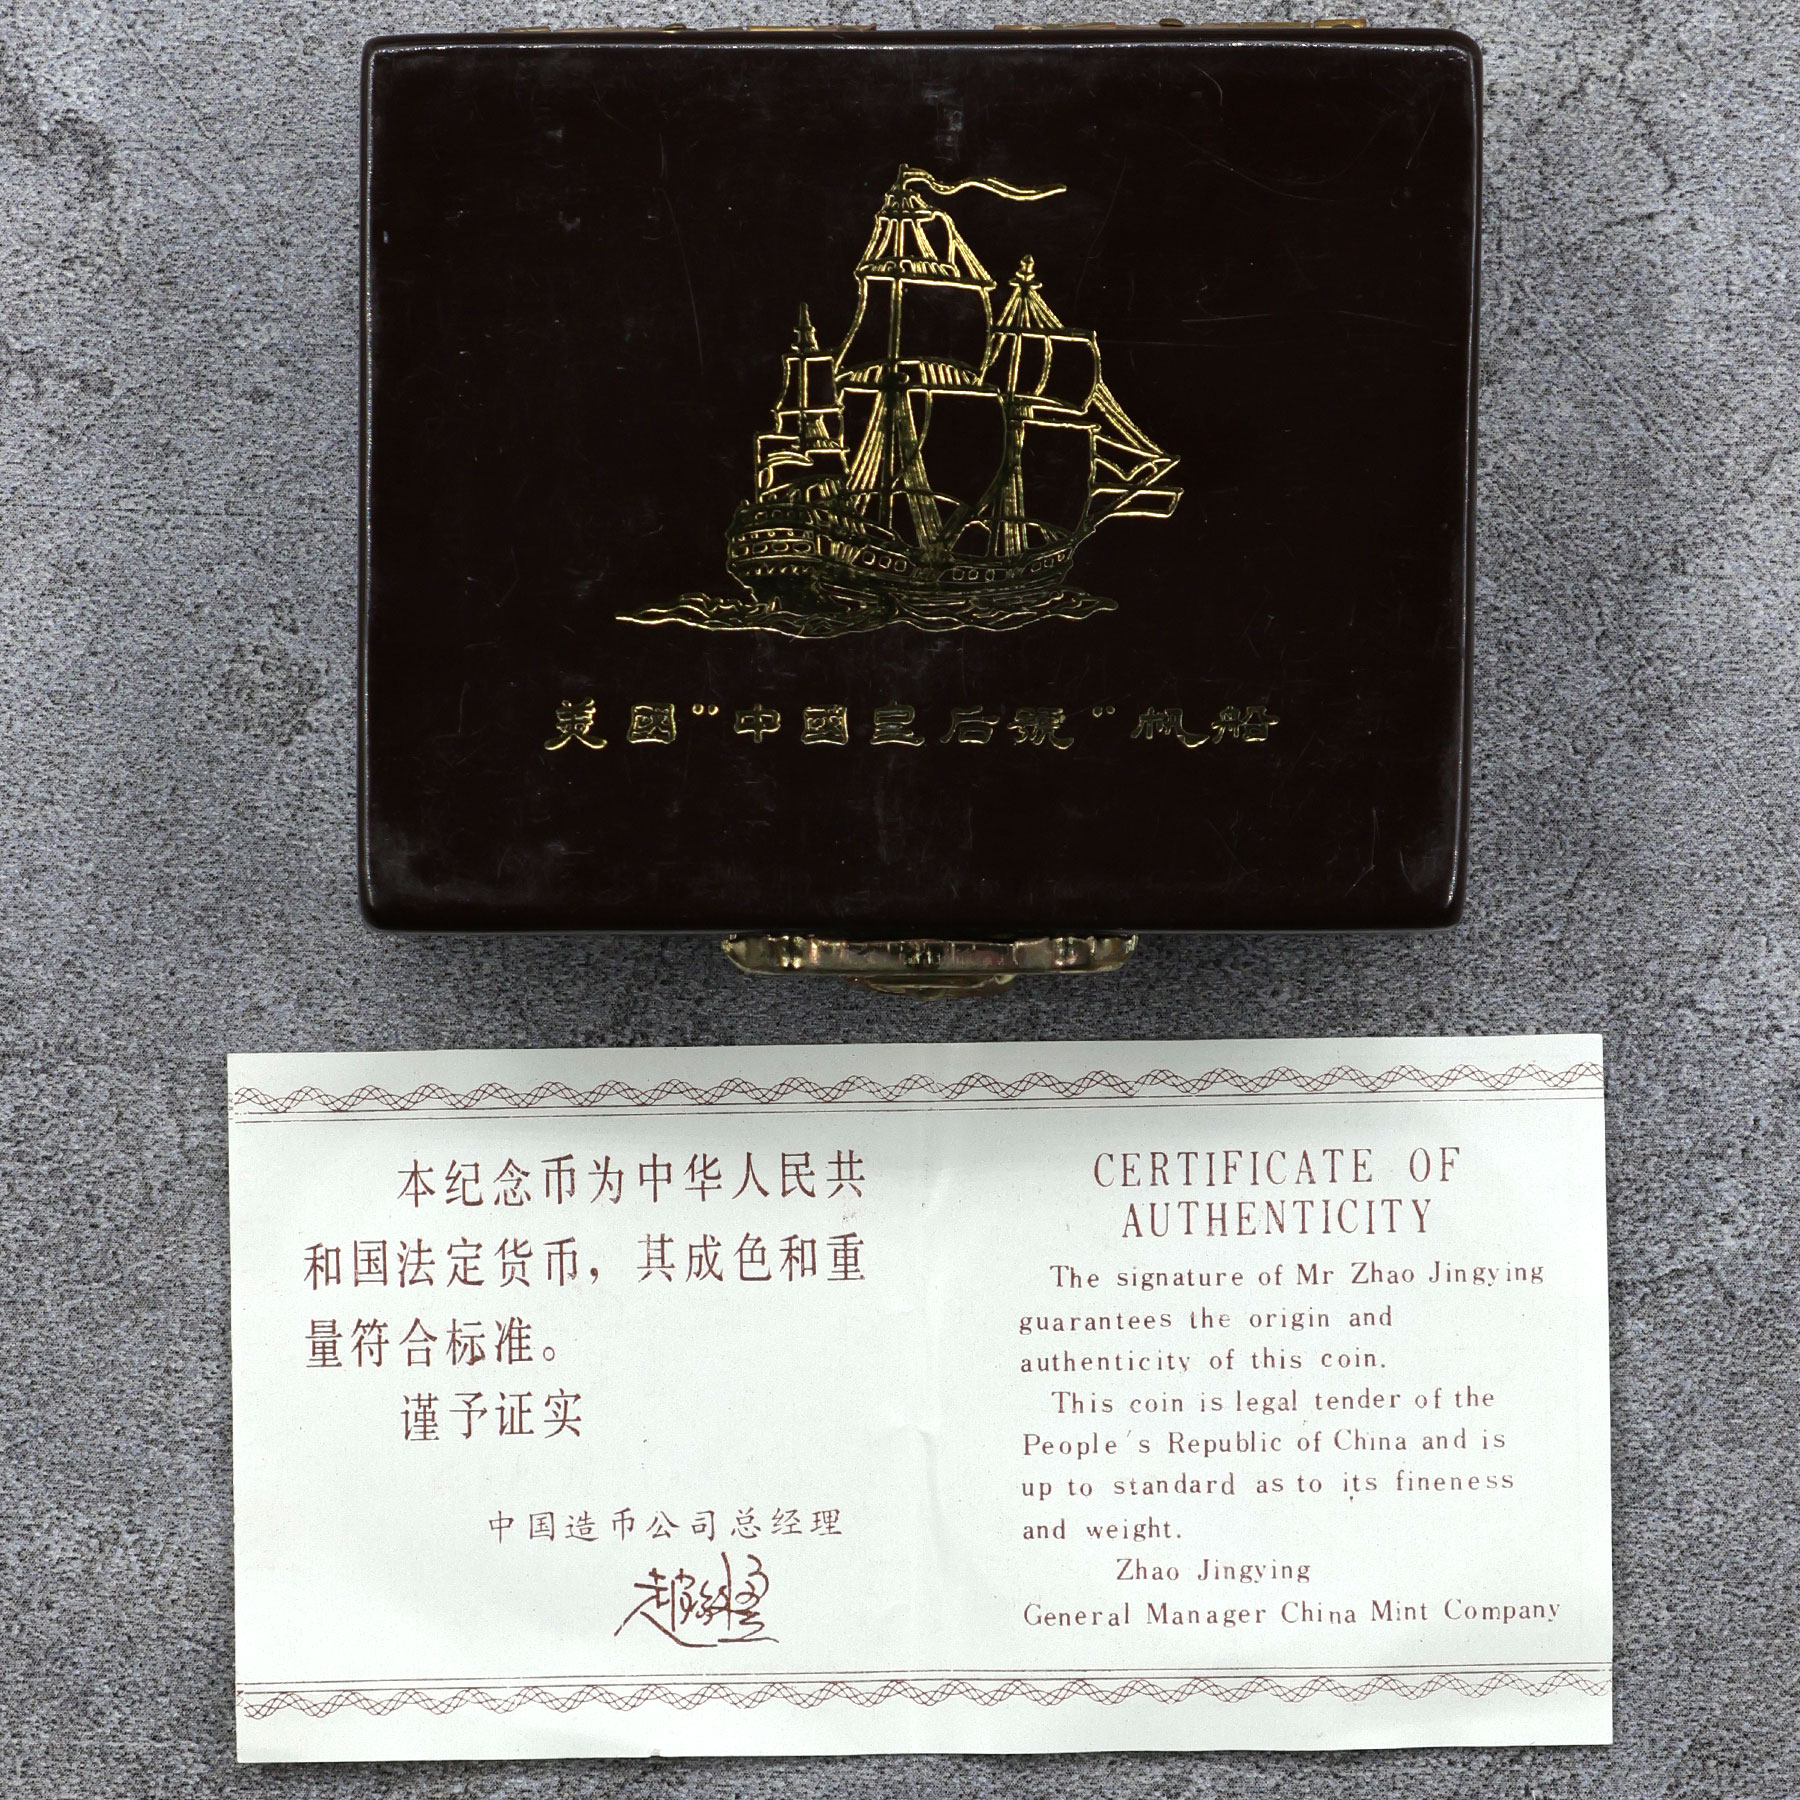 美國"中國皇后號"帆船
本纪念币为中华人民共
和国法定货币，其成色和重
量符合标准。
谨予证实
中国造币公司总经理
CERTIFICATE OF
AUTHENTICITY
The signature of Mr Zhao Jingying
guarantees the origin and
authenticity of this coin.
This coin is legal tender of the
People's Republic of China and is
up to standard as to its fineness
and weight.
Zhao Jingying
General Manager China Mint Company